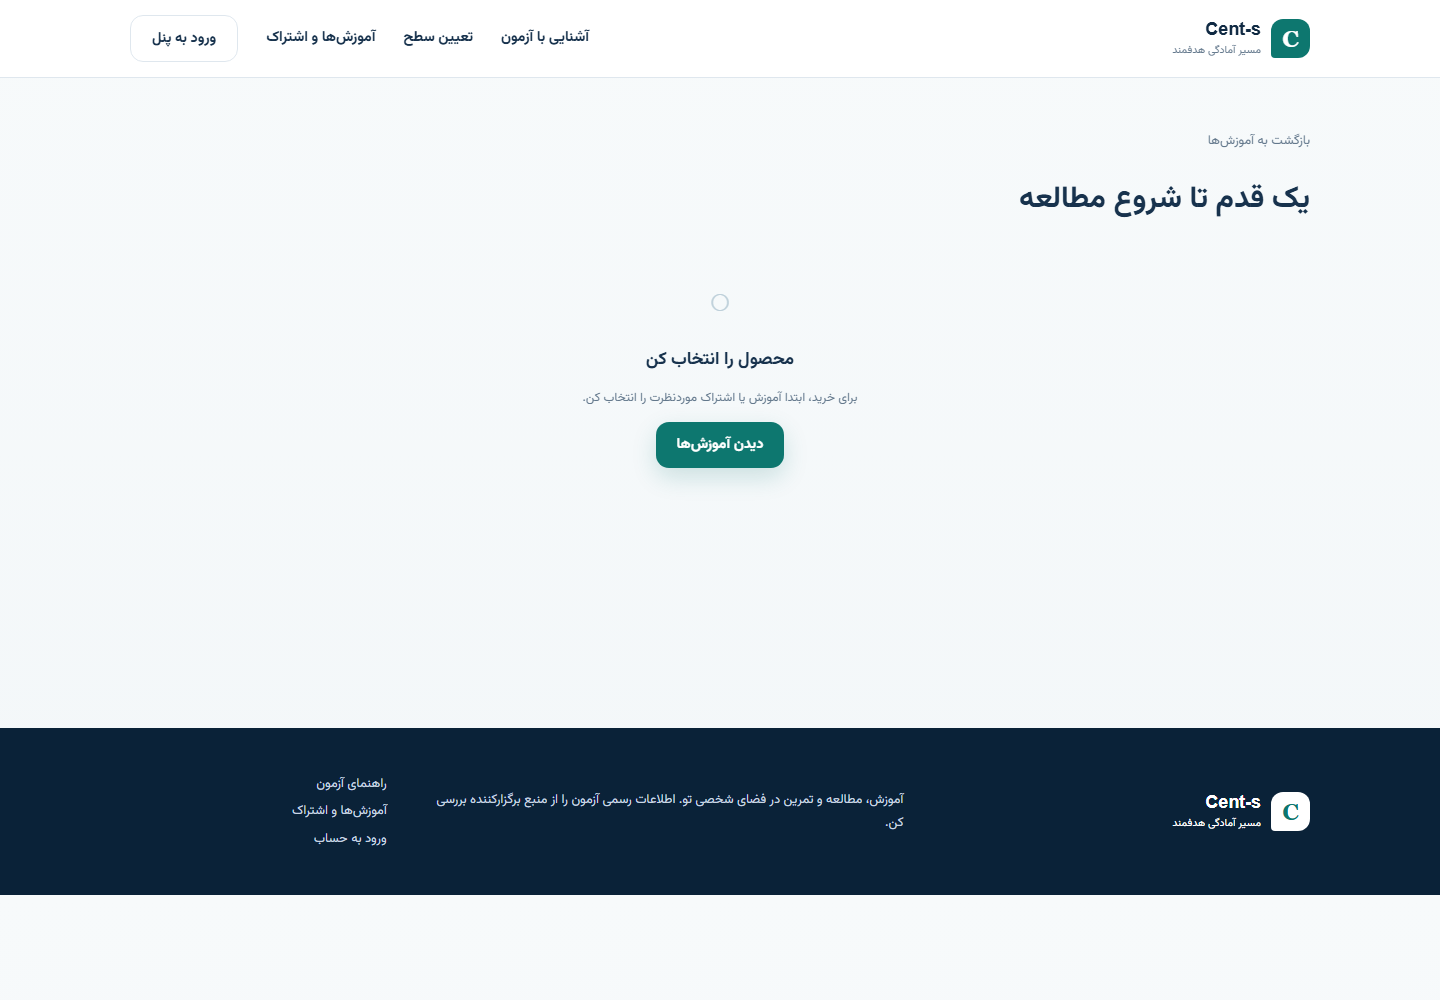 C
Cent-s
مسیر آمادگی هدفمند
آشنایی با آزمون
تعیین سطح
آموزش‌ها و اشتراک
ورود به پنل
بازگشت به آموزش‌ها
یک قدم تا شروع مطالعه
محصول را انتخاب کن
برای خرید، ابتدا آموزش یا اشتراک موردنظرت را انتخاب کن.
دیدن آموزش‌ها
C
Cent-s
مسیر آمادگی هدفمند
آموزش، مطالعه و تمرین در فضای شخصی تو. اطلاعات رسمی آزمون را از منبع برگزارکننده بررسی
کن.
راهنمای آزمون
آموزش‌ها و اشتراک
ورود به حساب